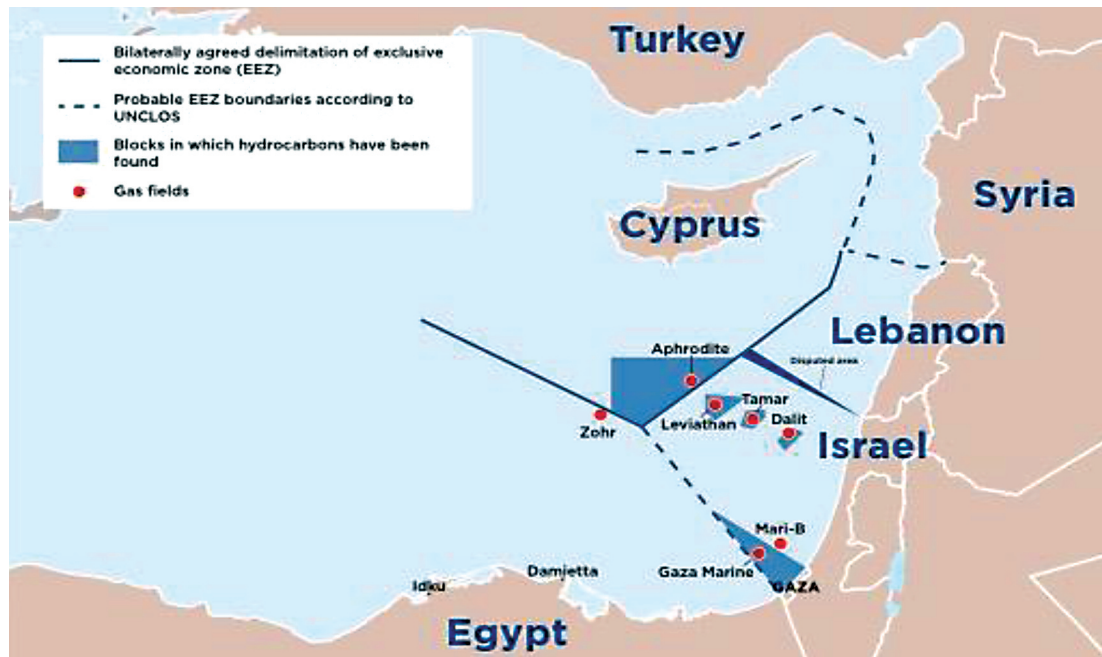 Bilaterally agreed delimitation of exclusive
economic zone (EEZ)
Probable EEZ boundaries according to
UNCLOS
Blocks in which hydrocarbons have been
found
Gas fields
Turkey
Syria
Cyprus
Lebanon
Aphrodite
Disputed area
Tamar
Leviathan
Dalit
Zohr
Israel
Mari-B
Gaza Marine
GAZA
Damietta
Idku
Egypt